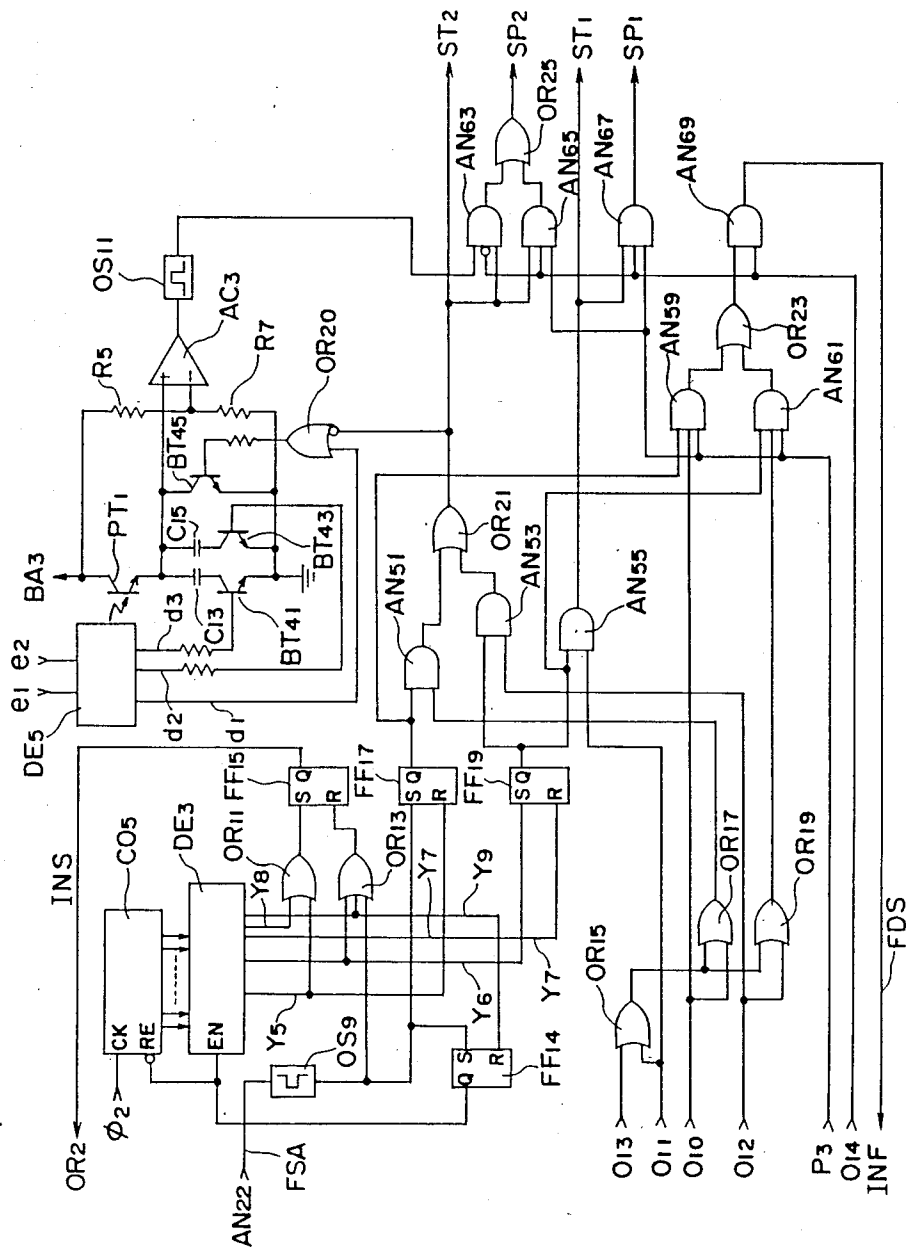 BA3
e1
e2
DE5
PT1
R5
OS11
AC3
R7
BT45
C15
C13
d3
d2
d1
BT41
BT43
OR20
+
−
ST2
AN63
SP2
OR25
AN65
ST1
AN67
SP1
AN69
AN59
OR23
AN61
INS
OR2
CO5
CK
RE
φ2
DE3
EN
OR11
FF15
S
Q
R
FF17
S
Q
R
FF19
S
Q
R
OR13
Y8
Y9
Y7
Y5
Y6
Y7
OS9
FSA
AN22
Q
S
R
FF14
AN51
OR21
AN53
AN55
OR15
OR17
OR19
O13
O11
O10
O12
P3
O14
INF
FDS